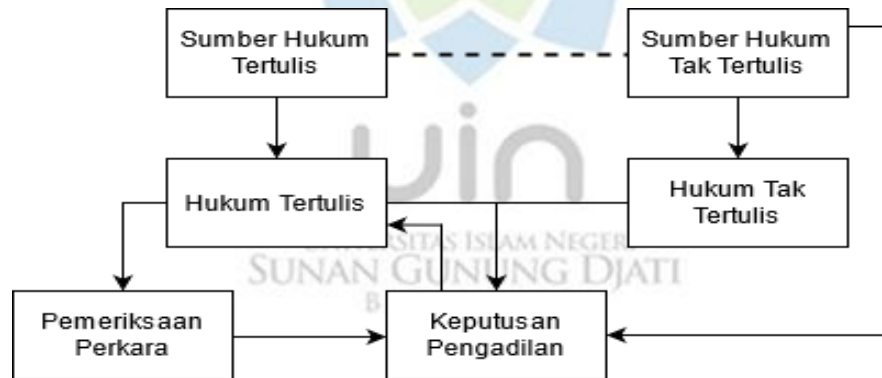 Sumber Hukum
Tertulis
Sumber Hukum
Tak Tertulis
uin
Hukum Tertulis
Hukum Tak
Tertulis
UNIVERSITAS ISLAM NEGERI
SUNAN GUNUNG DJATI
B
Pemeriksaan
Perkara
Keputusan
Pengadilan